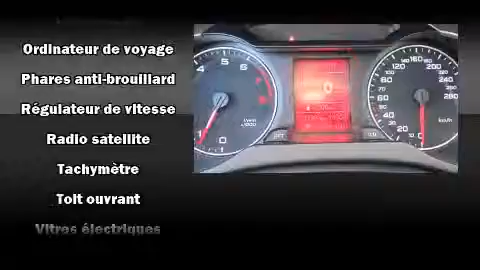 Ordinateur de voyage
Phares anti-brouillard
Régulateur de vitesse
Radio satellite
Tachymètre
Toit ouvrant
Vitres électriques